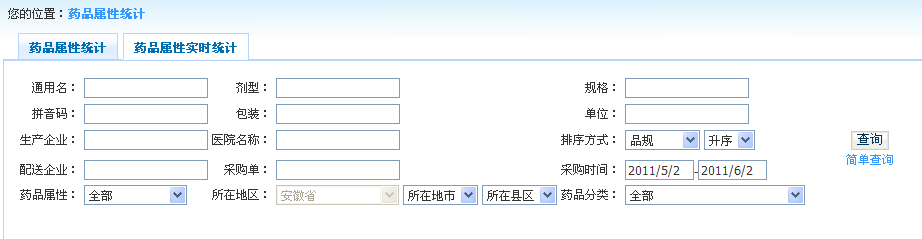 您的位置：药品属性统计
药品属性统计 药品属性实时统计
通用名： 剂型： 规格：
拼音码： 包装： 单位：
生产企业： 医院名称： 排序方式： 品规 升序 查询
简单查询
配送企业： 采购单： 采购时间： 2011/5/2 - 2011/6/2
药品属性： 全部 所在地区： 安徽省 所在地市 所在县区 药品分类： 全部